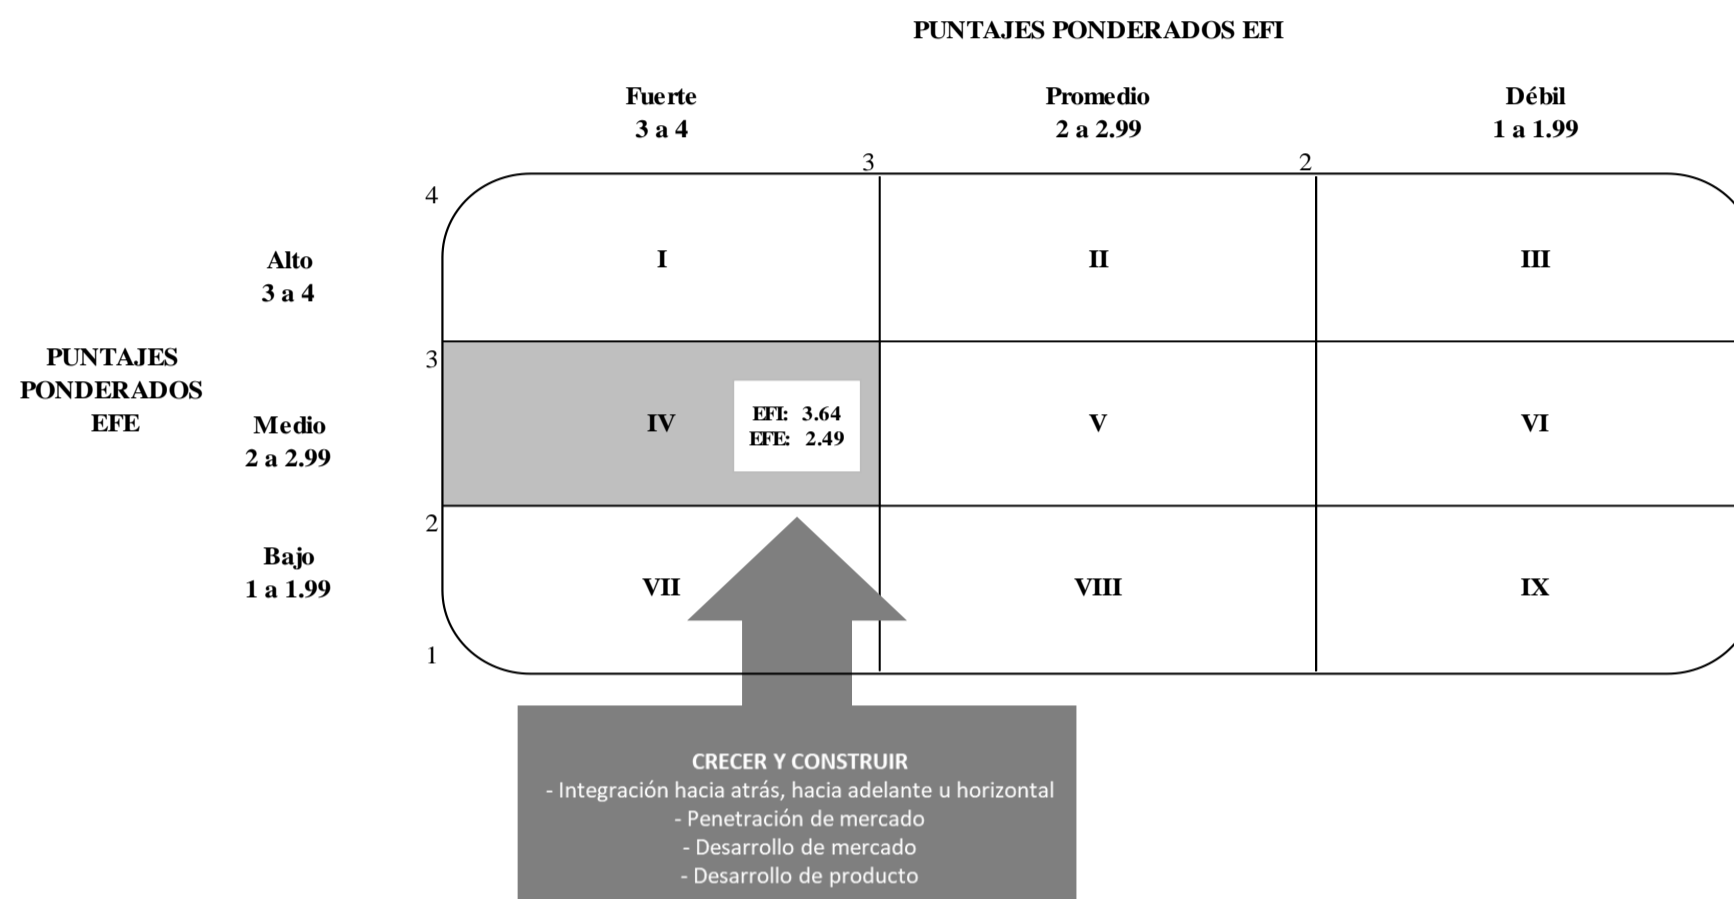 PUNTAJES PONDERADOS EFI
Fuerte
3 a 4
Promedio
2 a 2.99
Débil
1 a 1.99
3
2
4
Alto
3 a 4
I
II
III
PUNTAJES
PONDERADOS
EFE
3
Medio
2 a 2.99
IV
EFI: 3.64
EFE: 2.49
V
VI
2
Bajo
1 a 1.99
VII
VIII
IX
1
CRECER Y CONSTRUIR
- Integración hacia atrás, hacia adelante u horizontal
- Penetración de mercado
- Desarrollo de mercado
- Desarrollo de producto